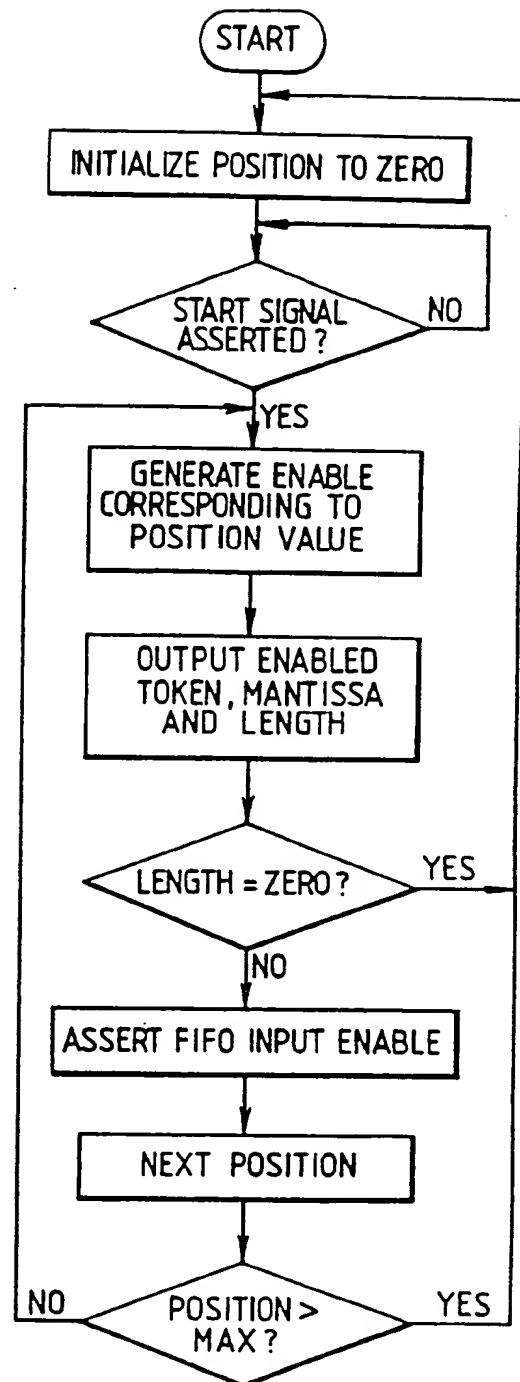 START
INITIALIZE POSITION TO ZERO
START SIGNAL
ASSERTED ?
NO
YES
GENERATE ENABLE
CORRESPONDING TO
POSITION VALUE
OUTPUT ENABLED
TOKEN, MANTISSA
AND LENGTH
LENGTH = ZERO ?
YES
NO
ASSERT FIFO INPUT ENABLE
NEXT POSITION
NO
POSITION >
MAX ?
YES